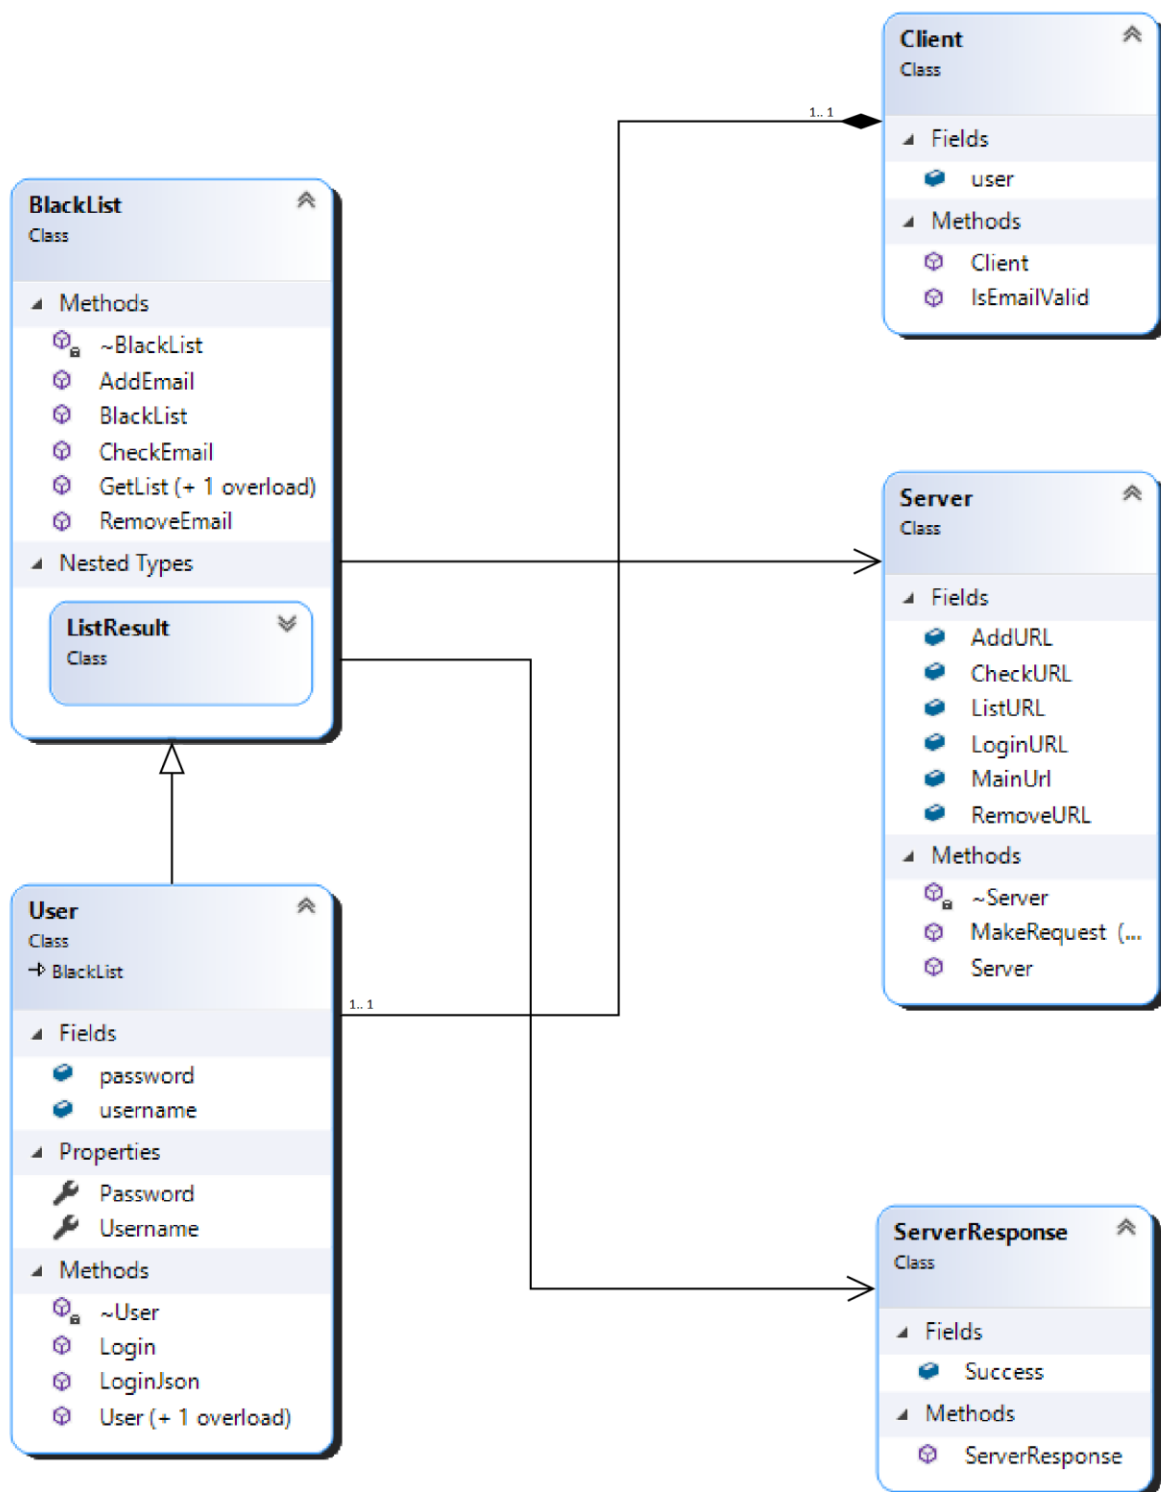 BlackList
Class
Methods
~BlackList
AddEmail
BlackList
CheckEmail
GetList (+ 1 overload)
RemoveEmail
Nested Types
ListResult
Class
User
Class
BlackList
Fields
password
username
Properties
Password
Username
Methods
~User
Login
LoginJson
User (+ 1 overload)
1.. 1
1.. 1
Client
Class
Fields
user
Methods
Client
IsEmailValid
Server
Class
Fields
AddURL
CheckURL
ListURL
LoginURL
MainUrl
RemoveURL
Methods
~Server
MakeRequest (...
Server
ServerResponse
Class
Fields
Success
Methods
ServerResponse